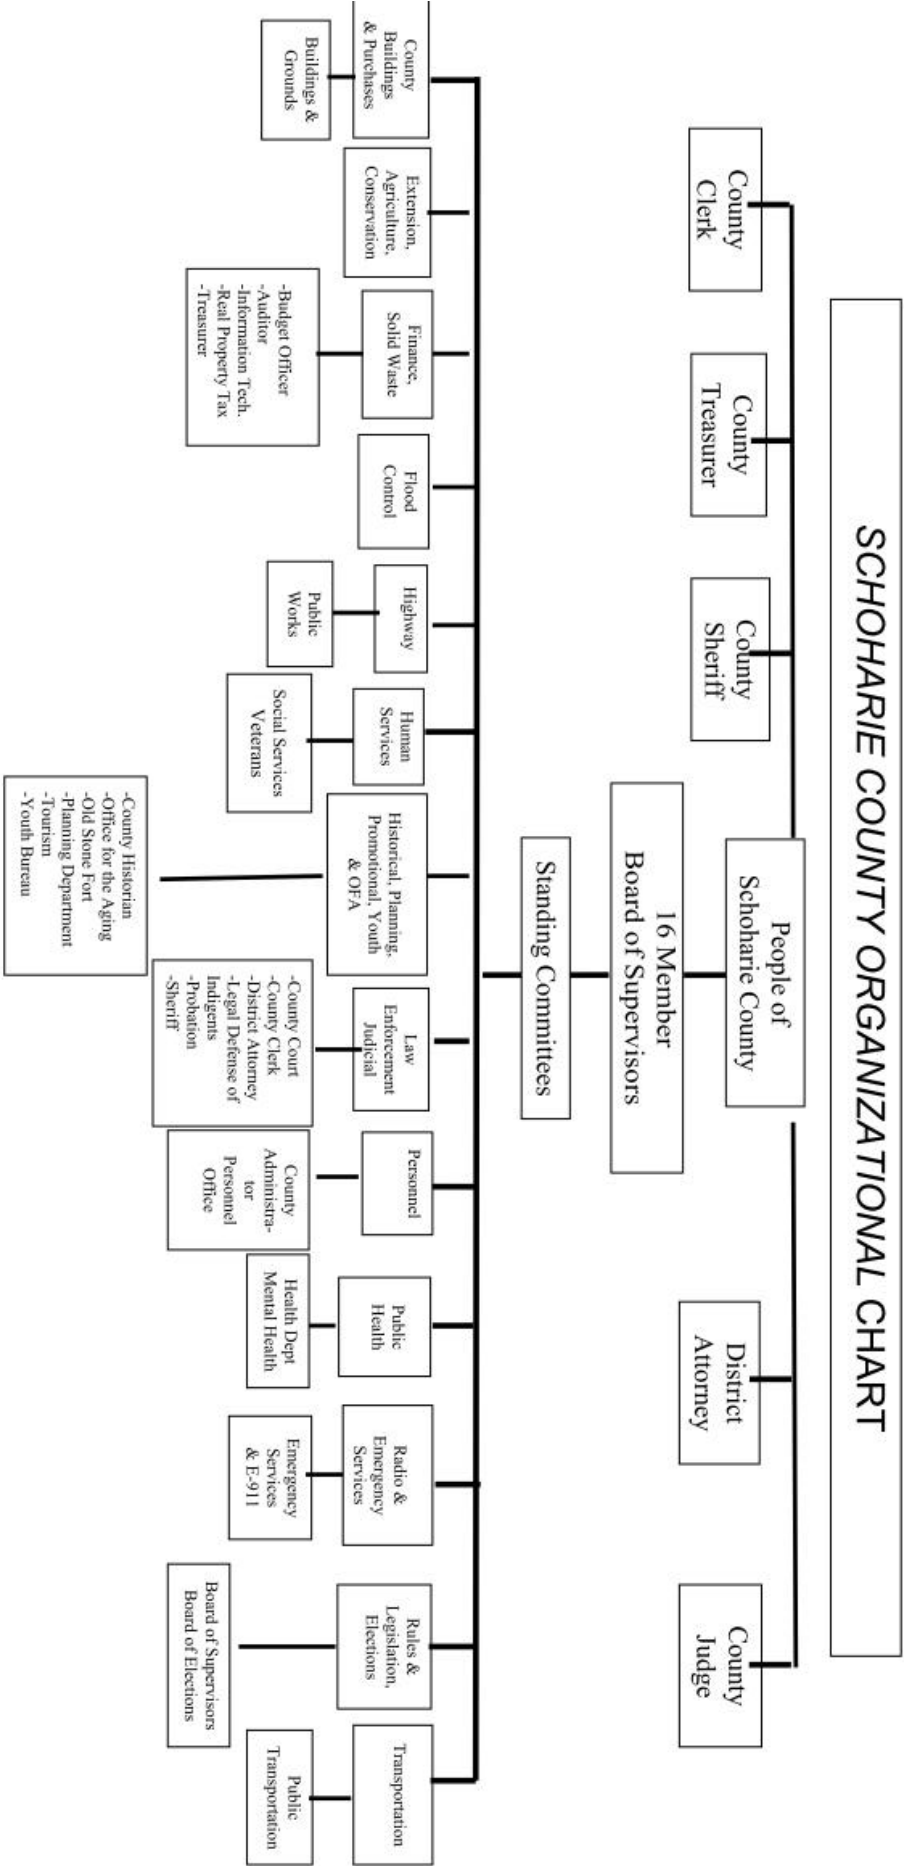 SCHOHARIE COUNTY ORGANIZATIONAL CHART
County
Clerk
County
Treasurer
County
Sheriff
People of
Schoharie County
District
Attorney
County
Judge
16 Member
Board of Supervisors
Standing Committees
County
Buildings
& Purchases
Extension,
Agriculture,
Conservation
Finance,
Solid Waste
Flood
Control
Highway
Human
Services
Historical, Planning,
Promotional, Youth
& OFA
Law
Enforcement
Judicial
Personnel
Public
Health
Radio &
Emergency
Services
Rules &
Legislation,
Elections
Transportation
Buildings &
Grounds
-Budget Officer
-Auditor
-Information Tech.
-Real Property Tax
-Treasurer
Public
Works
Social Services
Veterans
-County Historian
-Office for the Aging
-Old Stone Fort
-Planning Department
-Tourism
-Youth Bureau
-County Court
-County Clerk
-District Attorney
-Legal Defense of
Indigents
-Probation
-Sheriff
County
Administra-
tor
Personnel
Office
Health Dept
Mental Health
Emergency
Services
& E-911
Board of Supervisors
Board of Elections
Public
Transportation